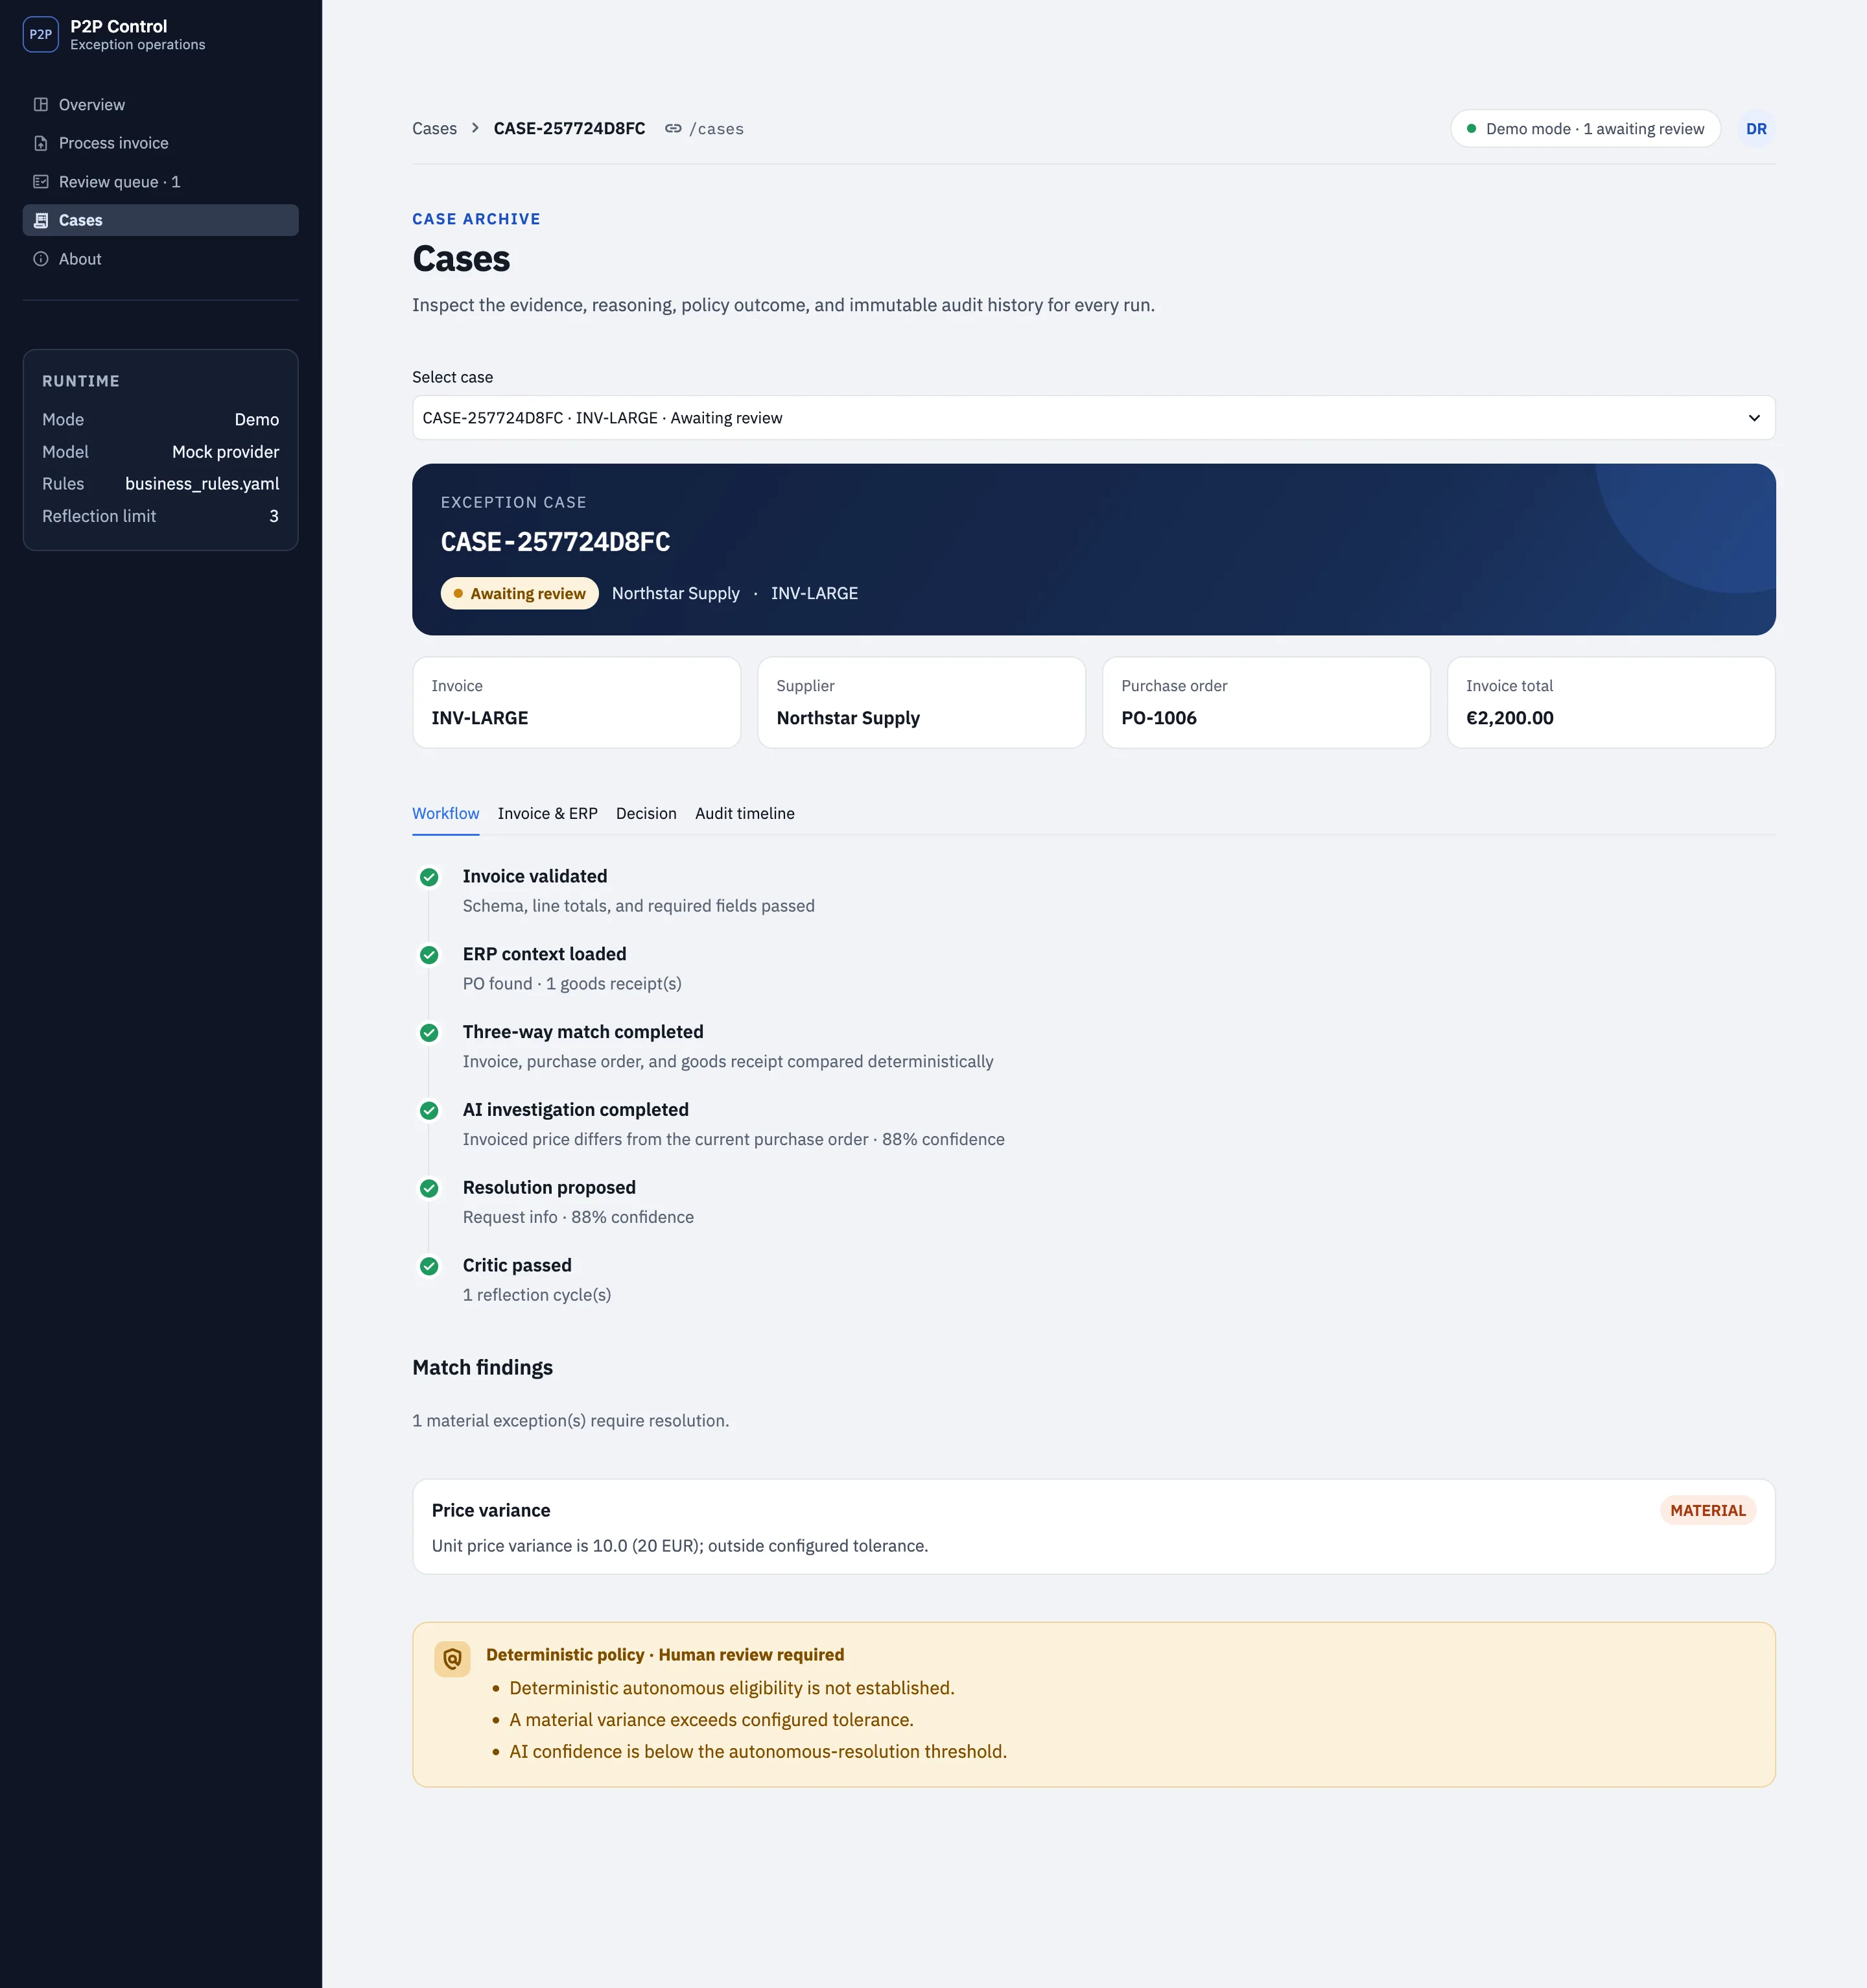 P2P
P2P Control
Exception operations
Overview
Process invoice
Review queue · 1
Cases
About
RUNTIME
Mode Demo
Model Mock provider
Rules business_rules.yaml
Reflection limit 3
Cases > CASE-257724D8FC /cases
Demo mode · 1 awaiting review DR
CASE ARCHIVE
Cases
Inspect the evidence, reasoning, policy outcome, and immutable audit history for every run.
Select case
CASE-257724D8FC · INV-LARGE · Awaiting review
EXCEPTION CASE
CASE-257724D8FC
Awaiting review Northstar Supply · INV-LARGE
Invoice
INV-LARGE
Supplier
Northstar Supply
Purchase order
PO-1006
Invoice total
€2,200.00
Workflow Invoice & ERP Decision Audit timeline
Invoice validated
Schema, line totals, and required fields passed
ERP context loaded
PO found · 1 goods receipt(s)
Three-way match completed
Invoice, purchase order, and goods receipt compared deterministically
AI investigation completed
Invoiced price differs from the current purchase order · 88% confidence
Resolution proposed
Request info · 88% confidence
Critic passed
1 reflection cycle(s)
Match findings
1 material exception(s) require resolution.
Price variance MATERIAL
Unit price variance is 10.0 (20 EUR); outside configured tolerance.
Deterministic policy · Human review required
• Deterministic autonomous eligibility is not established.
• A material variance exceeds configured tolerance.
• AI confidence is below the autonomous-resolution threshold.